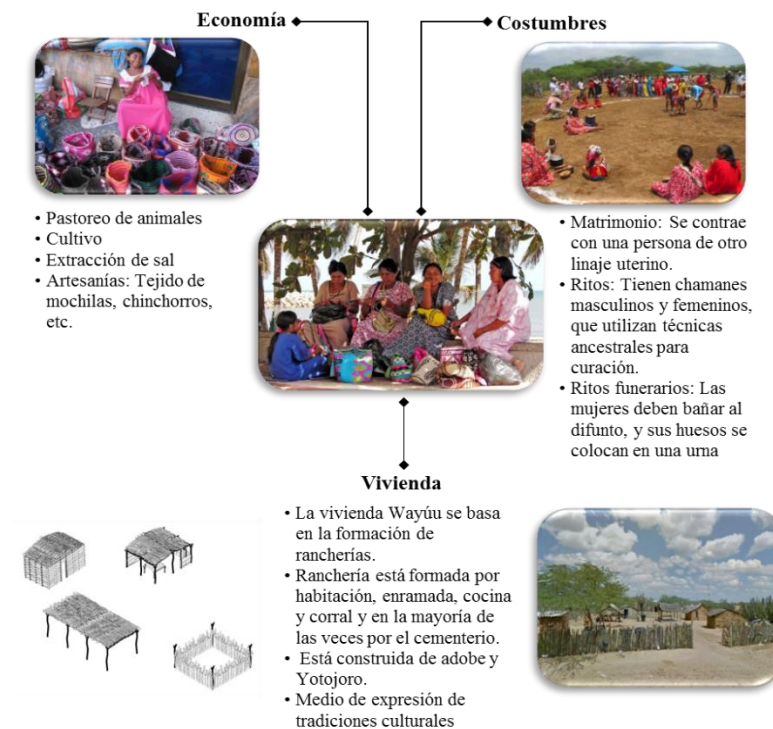 Economía
Costumbres
• Pastoreo de animales
• Cultivo
• Extracción de sal
• Artesanías: Tejido de
mochilas, chinchorros,
etc.
• Matrimonio: Se contrae
con una persona de otro
linaje uterino.
• Ritos: Tienen chamanes
masculinos y femeninos,
que utilizan técnicas
ancestrales para
curación.
• Ritos funerarios: Las
mujeres deben bañar al
difunto, y sus huesos se
colocan en una urna
Vivienda
• La vivienda Wayúu se basa
en la formación de
rancherías.
• Ranchería está formada por
habitación, enramada, cocina
y corral y en la mayoría de
las veces por el cementerio.
• Está construida de adobe y
Yotojoro.
• Medio de expresión de
tradiciones culturales